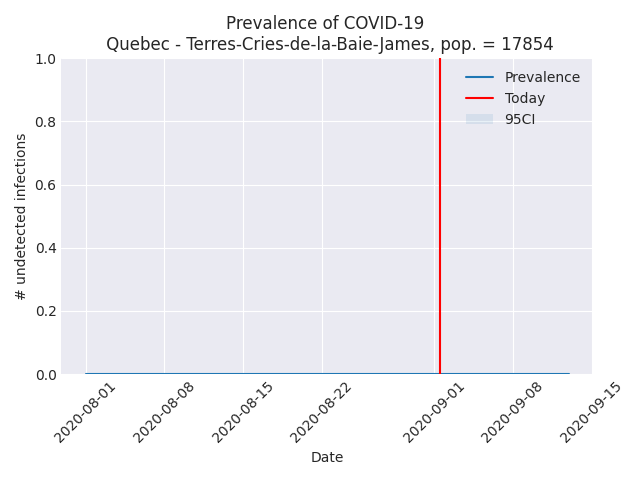 Prevalence of COVID-19
Quebec - Terres-Cries-de-la-Baie-James, pop. = 17854
1.0
0.8
0.6
0.4
0.2
0.0
# undetected infections
Prevalence
Today
95CI
2020-08-01
2020-08-08
2020-08-15
2020-08-22
2020-09-01
2020-09-08
2020-09-15
Date